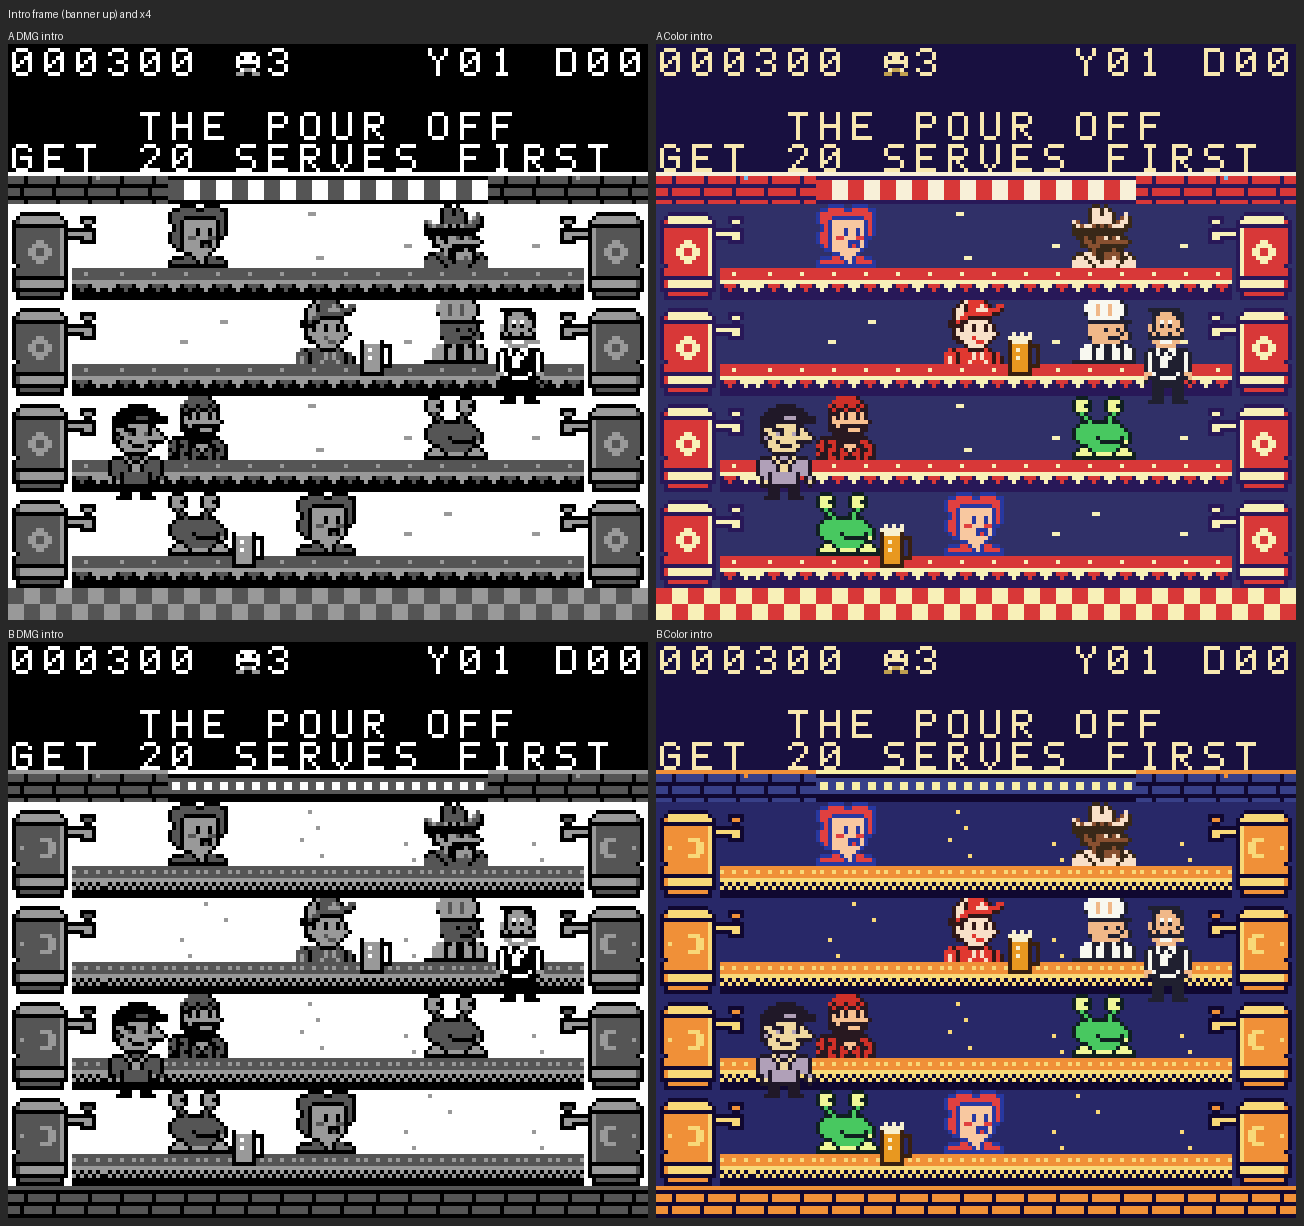 Intro frame (banner up) and x4
A DMG intro
000300 3 Y01 D00
THE POUR OFF
GET 20 SERVES FIRST
A Color intro
000300 3 Y01 D00
THE POUR OFF
GET 20 SERVES FIRST
B DMG intro
000300 3 Y01 D00
THE POUR OFF
GET 20 SERVES FIRST
B Color intro
000300 3 Y01 D00
THE POUR OFF
GET 20 SERVES FIRST